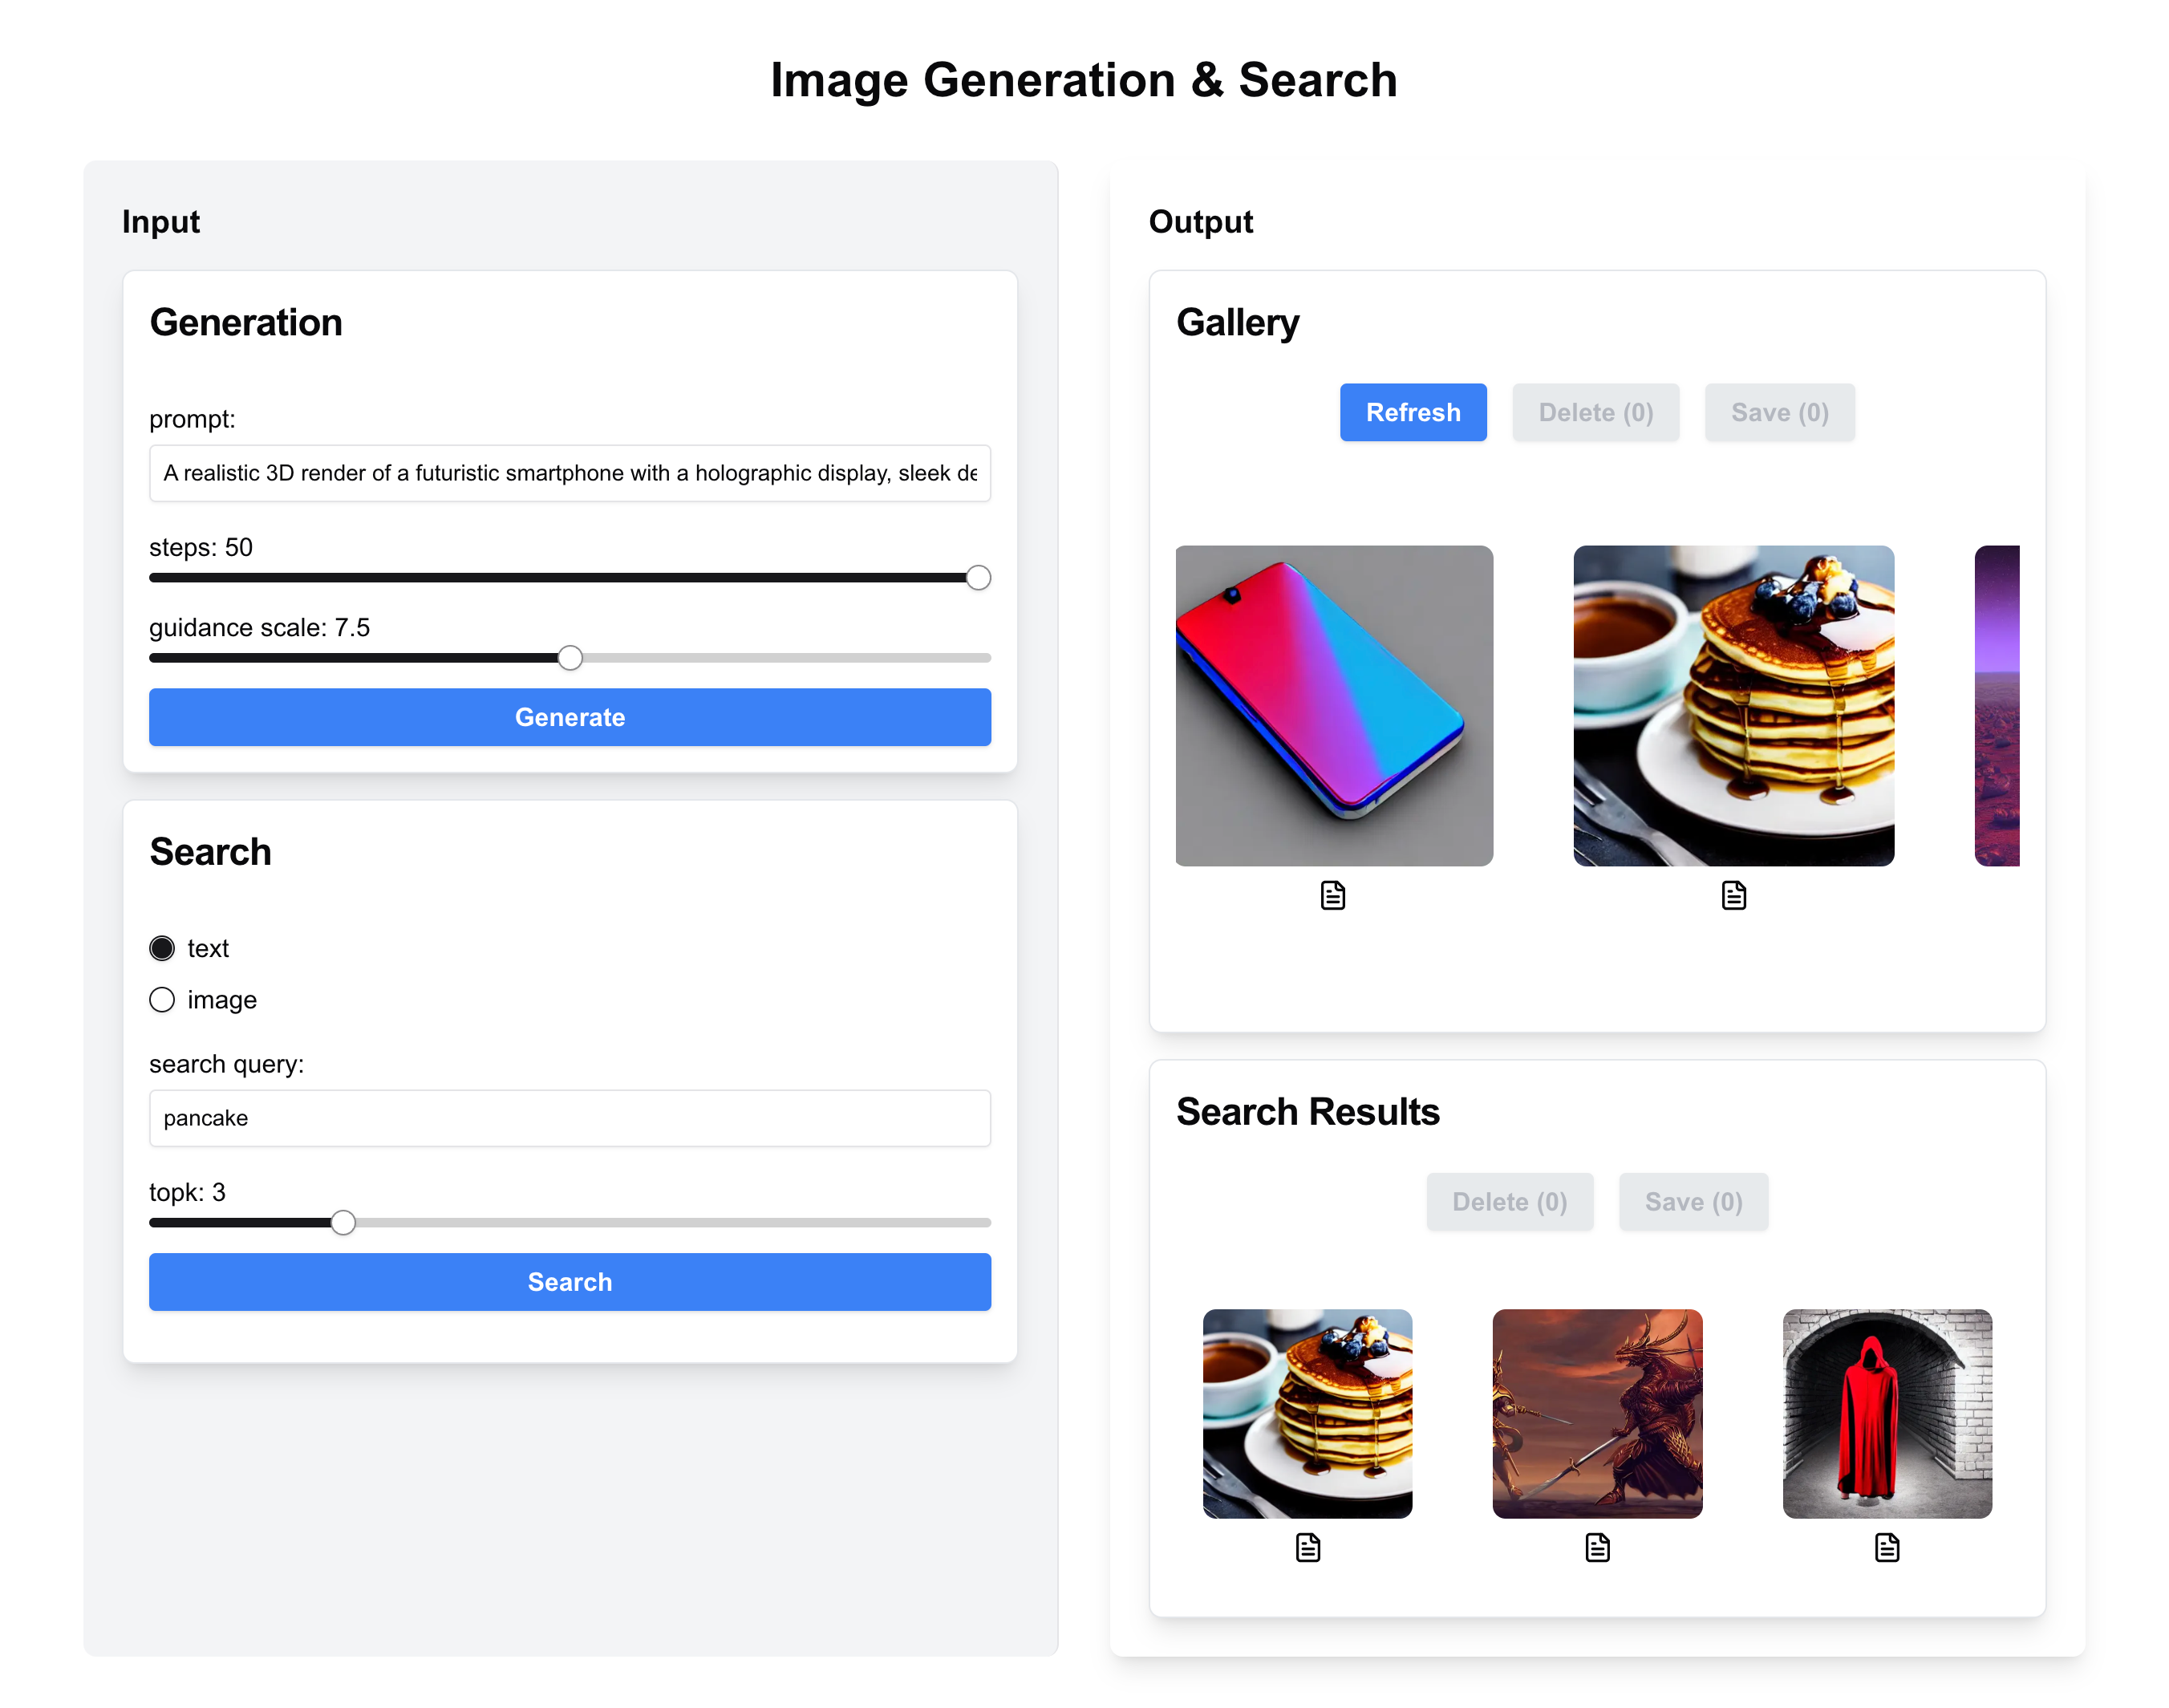 Image Generation & Search
Input
Generation
prompt:
A realistic 3D render of a futuristic smartphone with a holographic display, sleek de
steps: 50
guidance scale: 7.5
Generate
Search
text
image
search query:
pancake
topk: 3
Search
Output
Gallery
Refresh
Delete (0)
Save (0)
Search Results
Delete (0)
Save (0)